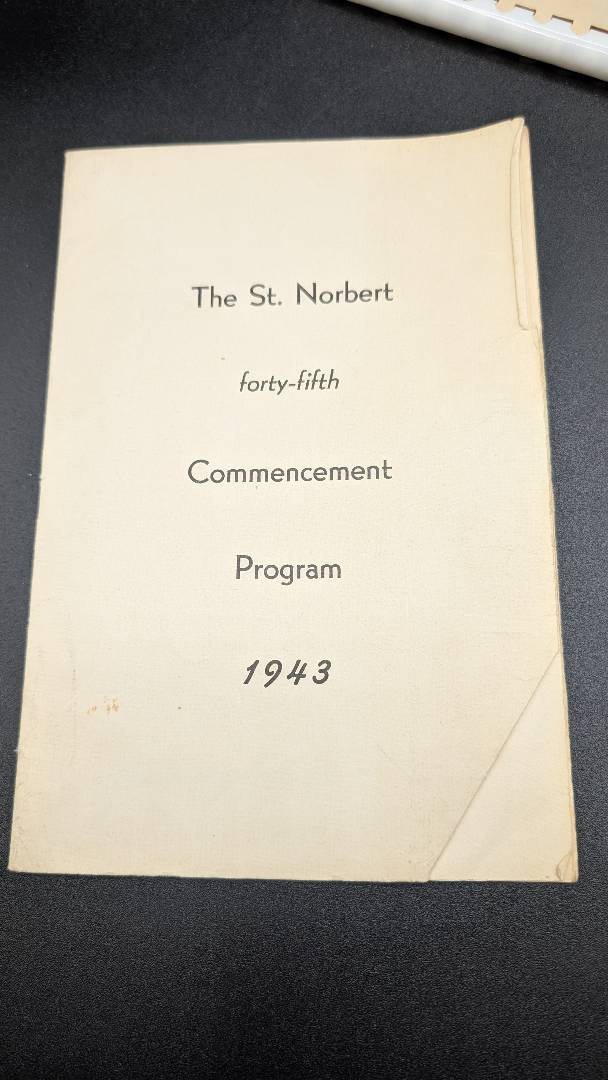 The St. Norbert
forty-fifth
Commencement
Program
1943